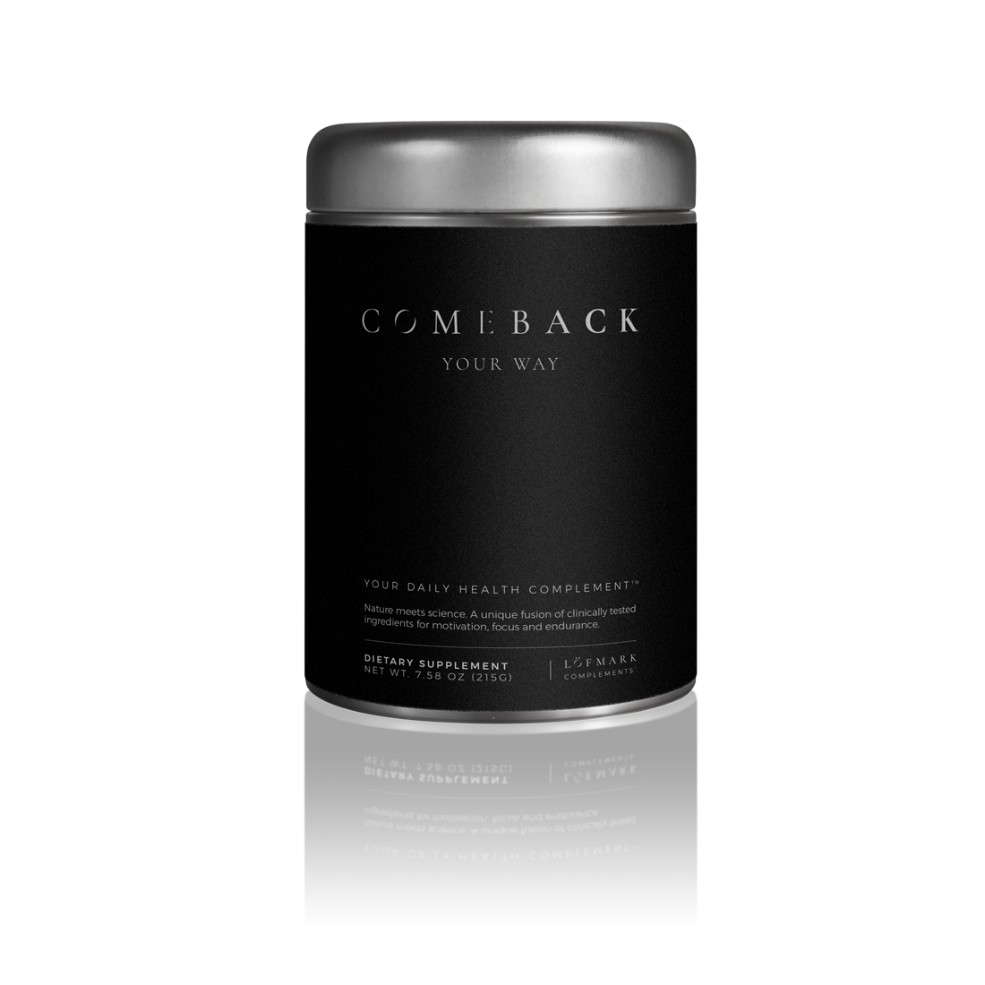 COMEBACK
YOUR WAY
YOUR DAILY HEALTH COMPLEMENT™
Nature meets science. A unique fusion of clinically tested
ingredients for motivation, focus and endurance.
DIETARY SUPPLEMENT
NET WT. 7.58 OZ (215G)
LÖFMARK
COMPLEMENTS